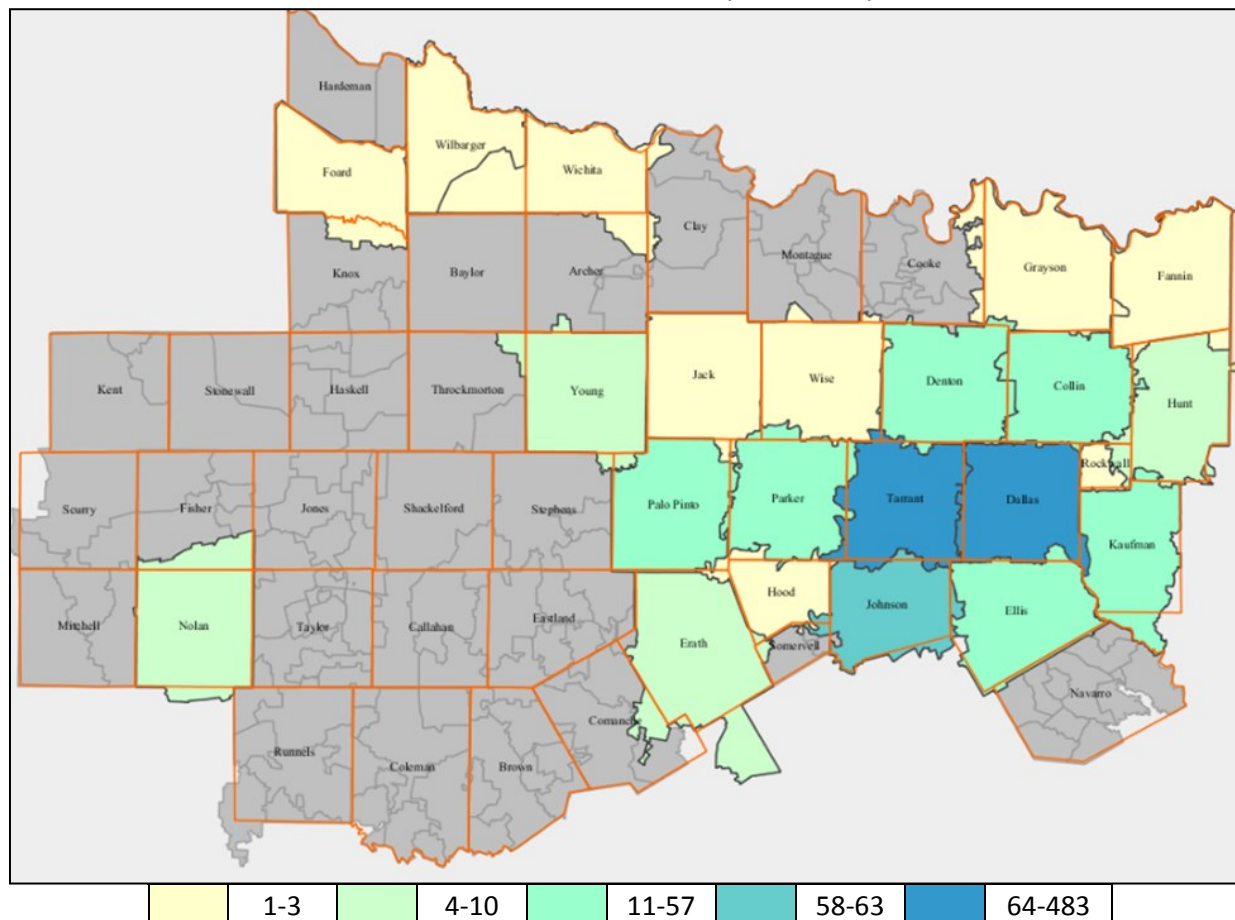 Hardeman
Wilbarger
Foard
Wichita
Clay
Montague
Cooke
Grayson
Fannin
Knox
Baylor
Archer
Kent
Stonewall
Haskell
Throckmorton
Young
Jack
Wise
Denton
Collin
Hunt
Rockwall
Scurry
Fisher
Jones
Shackelford
Stephens
Palo Pinto
Parker
Tarrant
Dallas
Kaufman
Mitchell
Nolan
Taylor
Callahan
Eastland
Erath
Hood
Somervell
Johnson
Ellis
Navarro
Runnels
Coleman
Brown
Comanche
1-3 4-10 11-57 58-63 64-483